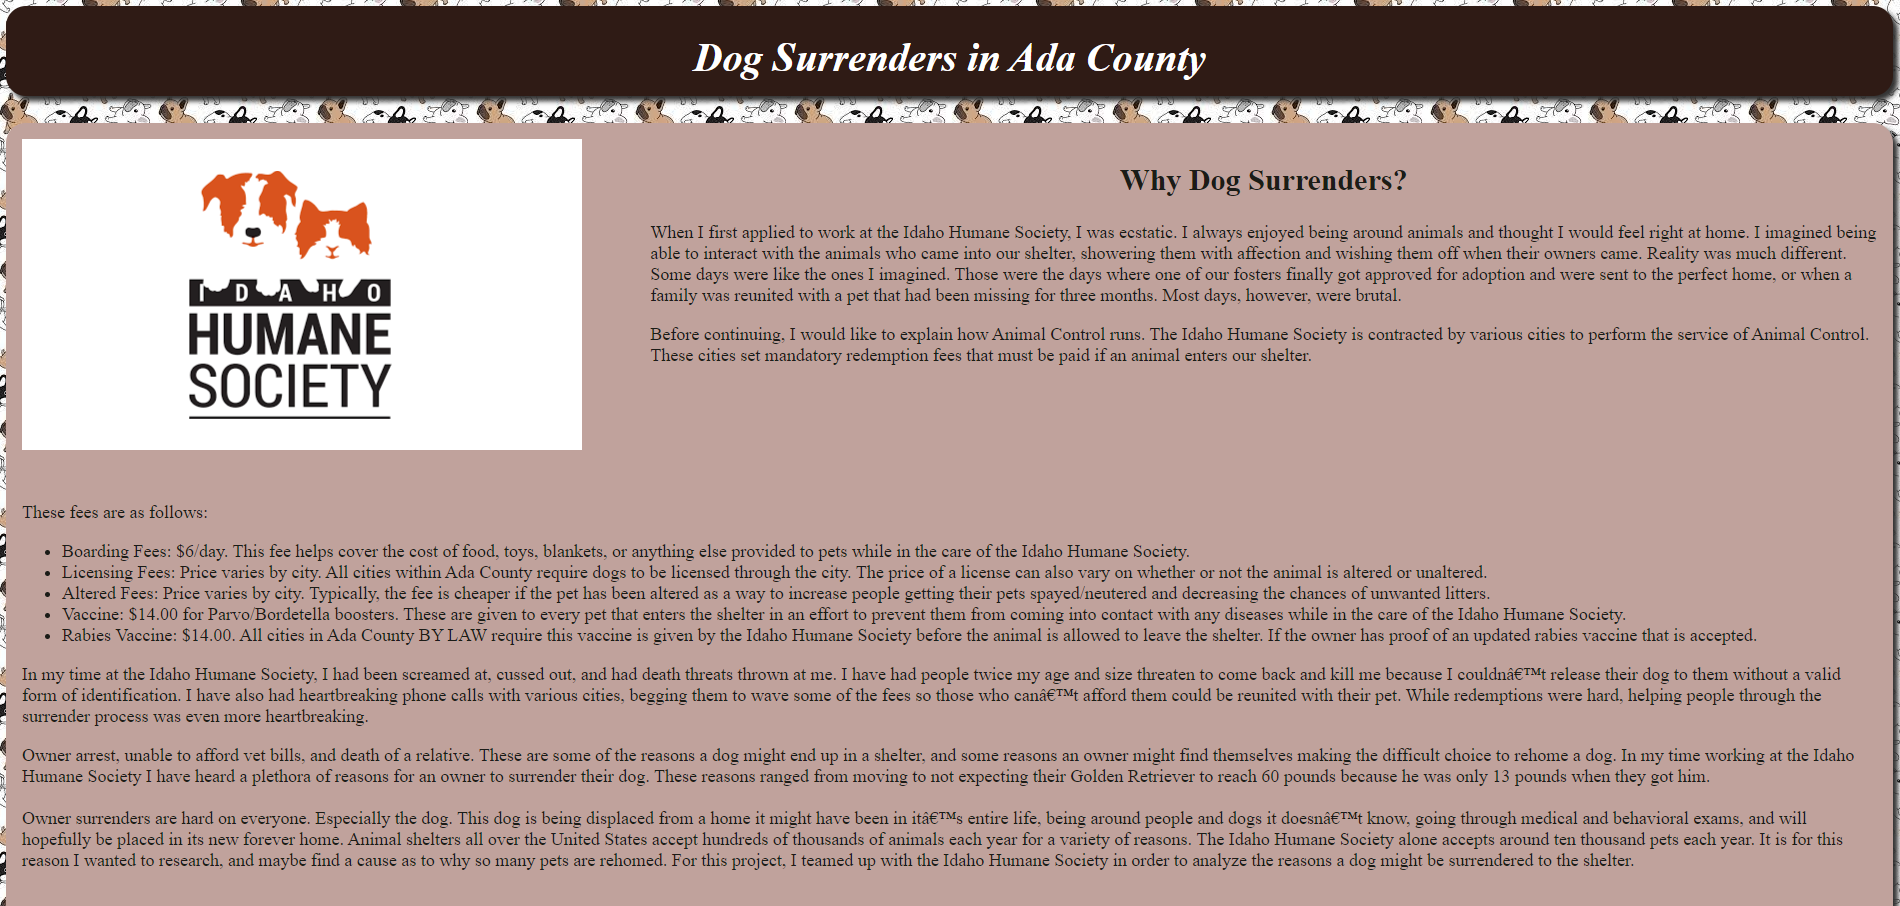 Dog Surrenders in Ada County
IDAHO
HUMANE
SOCIETY
Why Dog Surrenders?
When I first applied to work at the Idaho Humane Society, I was ecstatic. I always enjoyed being around animals and thought I would feel right at home. I imagined being
able to interact with the animals who came into our shelter, showering them with affection and wishing them off when their owners came. Reality was much different.
Some days were like the ones I imagined. Those were the days where one of our fosters finally got approved for adoption and were sent to the perfect home, or when a
family was reunited with a pet that had been missing for three months. Most days, however, were brutal.
Before continuing, I would like to explain how Animal Control runs. The Idaho Humane Society is contracted by various cities to perform the service of Animal Control.
These cities set mandatory redemption fees that must be paid if an animal enters our shelter.
These fees are as follows:
• Boarding Fees: $6/day. This fee helps cover the cost of food, toys, blankets, or anything else provided to pets while in the care of the Idaho Humane Society.
• Licensing Fees: Price varies by city. All cities within Ada County require dogs to be licensed through the city. The price of a license can also vary on whether or not the animal is altered or unaltered.
• Altered Fees: Price varies by city. Typically, the fee is cheaper if the pet has been altered as a way to increase people getting their pets spayed/neutered and decreasing the chances of unwanted litters.
• Vaccine: $14.00 for Parvo/Bordetella boosters. These are given to every pet that enters the shelter in an effort to prevent them from coming into contact with any diseases while in the care of the Idaho Humane Society.
• Rabies Vaccine: $14.00. All cities in Ada County BY LAW require this vaccine is given by the Idaho Humane Society before the animal is allowed to leave the shelter. If the owner has proof of an updated rabies vaccine that is accepted.
In my time at the Idaho Humane Society, I had been screamed at, cussed out, and had death threats thrown at me. I have had people twice my age and size threaten to come back and kill me because I couldnâ€™t release their dog to them without a valid
form of identification. I have also had heartbreaking phone calls with various cities, begging them to wave some of the fees so those who canâ€™t afford them could be reunited with their pet. While redemptions were hard, helping people through the
surrender process was even more heartbreaking.
Owner arrest, unable to afford vet bills, and death of a relative. These are some of the reasons a dog might end up in a shelter, and some reasons an owner might find themselves making the difficult choice to rehome a dog. In my time working at the Idaho
Humane Society I have heard a plethora of reasons for an owner to surrender their dog. These reasons ranged from moving to not expecting their Golden Retriever to reach 60 pounds because he was only 13 pounds when they got him.
Owner surrenders are hard on everyone. Especially the dog. This dog is being displaced from a home it might have been in itâ€™s entire life, being around people and dogs it doesnâ€™t know, going through medical and behavioral exams, and will
hopefully be placed in its new forever home. Animal shelters all over the United States accept hundreds of thousands of animals each year for a variety of reasons. The Idaho Humane Society alone accepts around ten thousand pets each year. It is for this
reason I wanted to research, and maybe find a cause as to why so many pets are rehomed. For this project, I teamed up with the Idaho Humane Society in order to analyze the reasons a dog might be surrendered to the shelter.